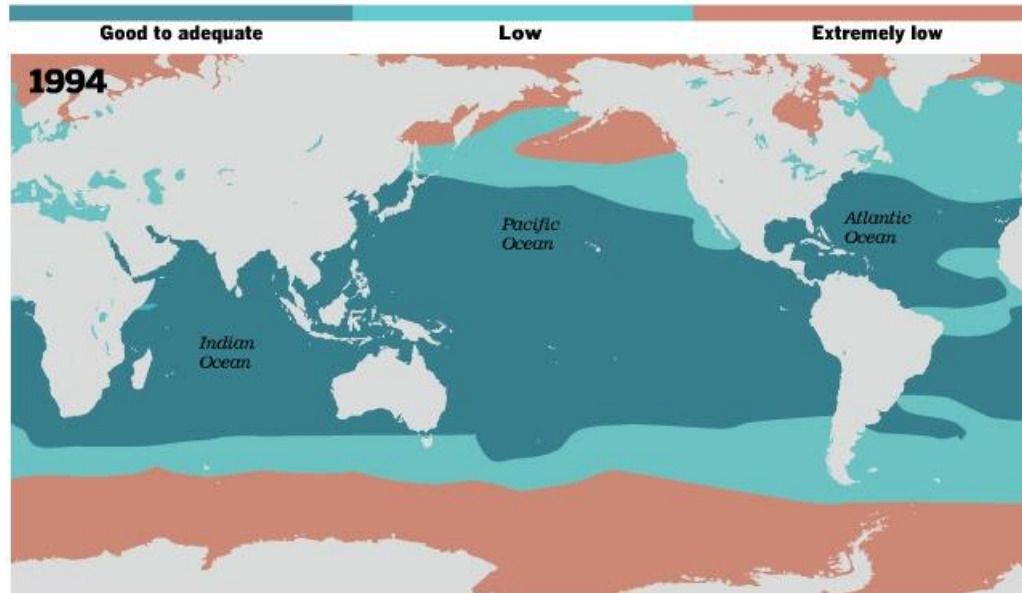 Good to adequate
Low
Extremely low
1994
Pacific
Ocean
Atlantic
Ocean
Indian
Ocean